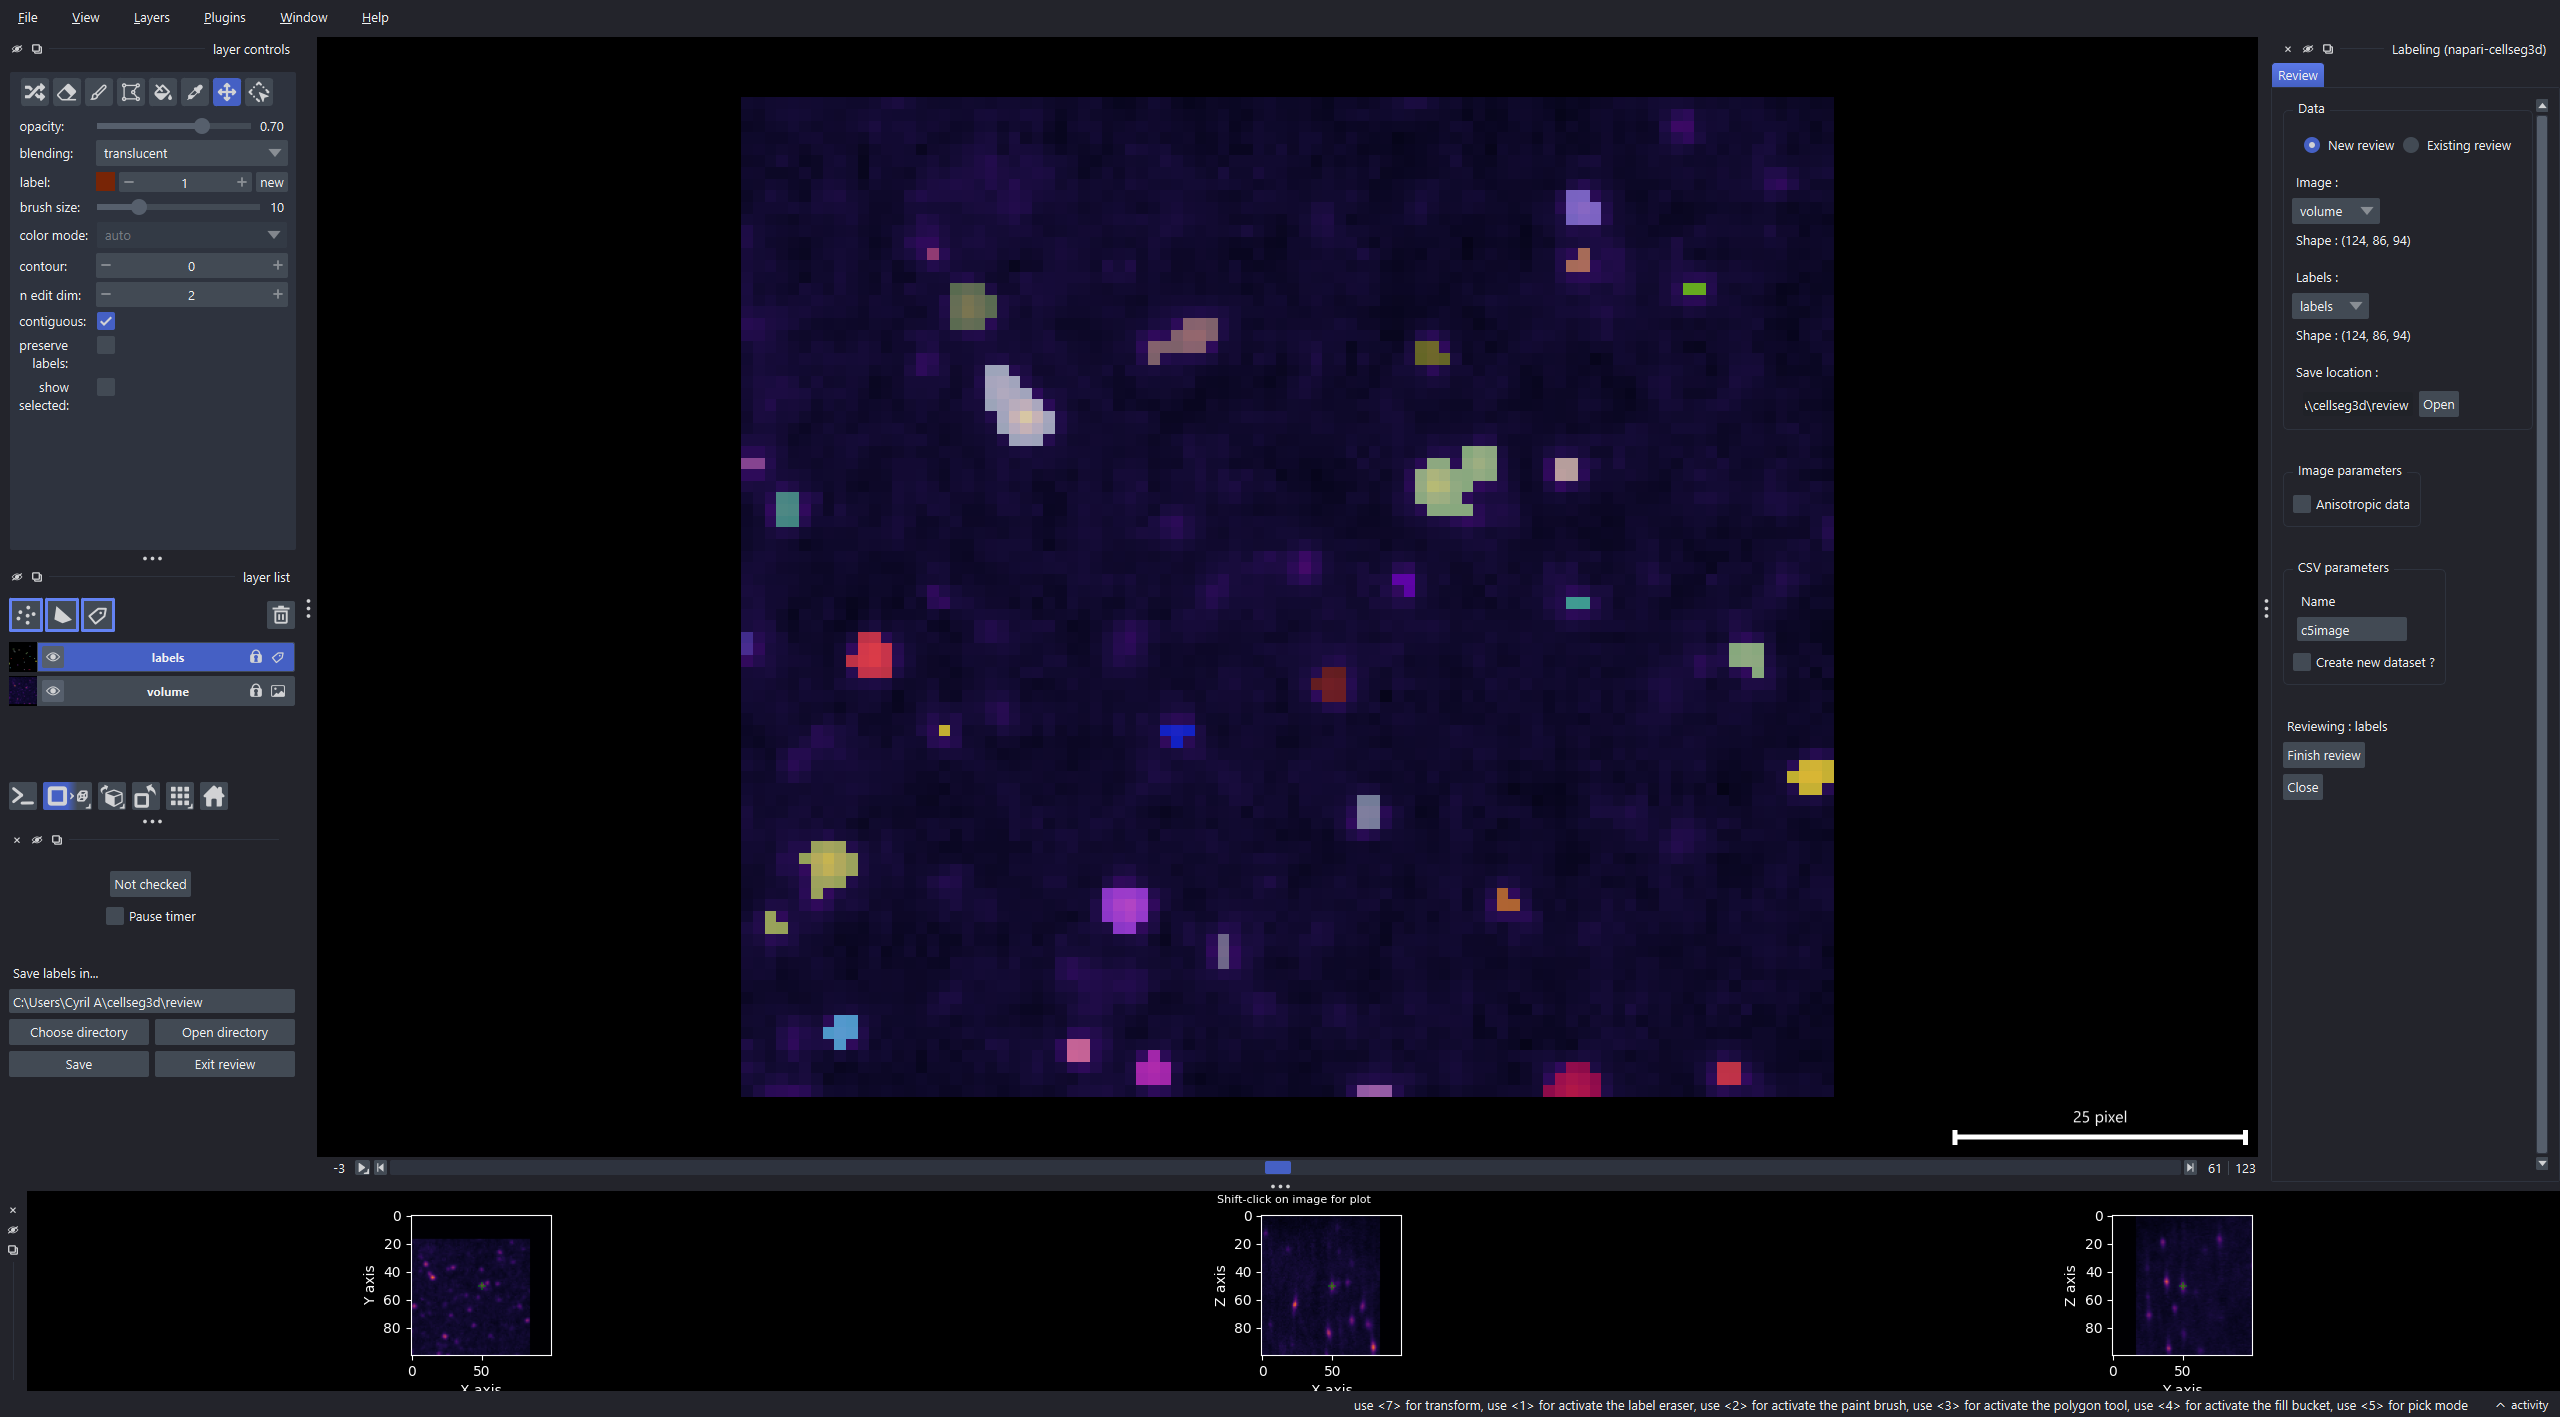 File View Layers Plugins Window Help
layer controls
opacity: 0.70
blending: translucent
label: 1 new
brush size: 10
color mode: auto
contour: 0
n edit dim: 2
contiguous:
preserve
labels:
show
selected:
layer list
labels
volume
Not checked
Pause timer
Save labels in...
C:\Users\Cyril A\cellseg3d\review
Choose directory Open directory
Save Exit review
25 pixel
-3 61 123
Labeling (napari-cellseg3d)
Review
Data
New review Existing review
Image :
volume
Shape : (124, 86, 94)
Labels :
labels
Shape : (124, 86, 94)
Save location :
\\cellseg3d\review Open
Image parameters
Anisotropic data
CSV parameters
Name
c5image
Create new dataset ?
Reviewing : labels
Finish review
Close
Shift-click on image for plot
0
20
40
60
80
Y axis
0 50
X axis
0
20
40
60
80
Z axis
0 50
X axis
0
20
40
60
80
Z axis
0 50
Y axis
use <7> for transform, use <1> for activate the label eraser, use <2> for activate the paint brush, use <3> for activate the polygon tool, use <4> for activate the fill bucket, use <5> for pick mode activity